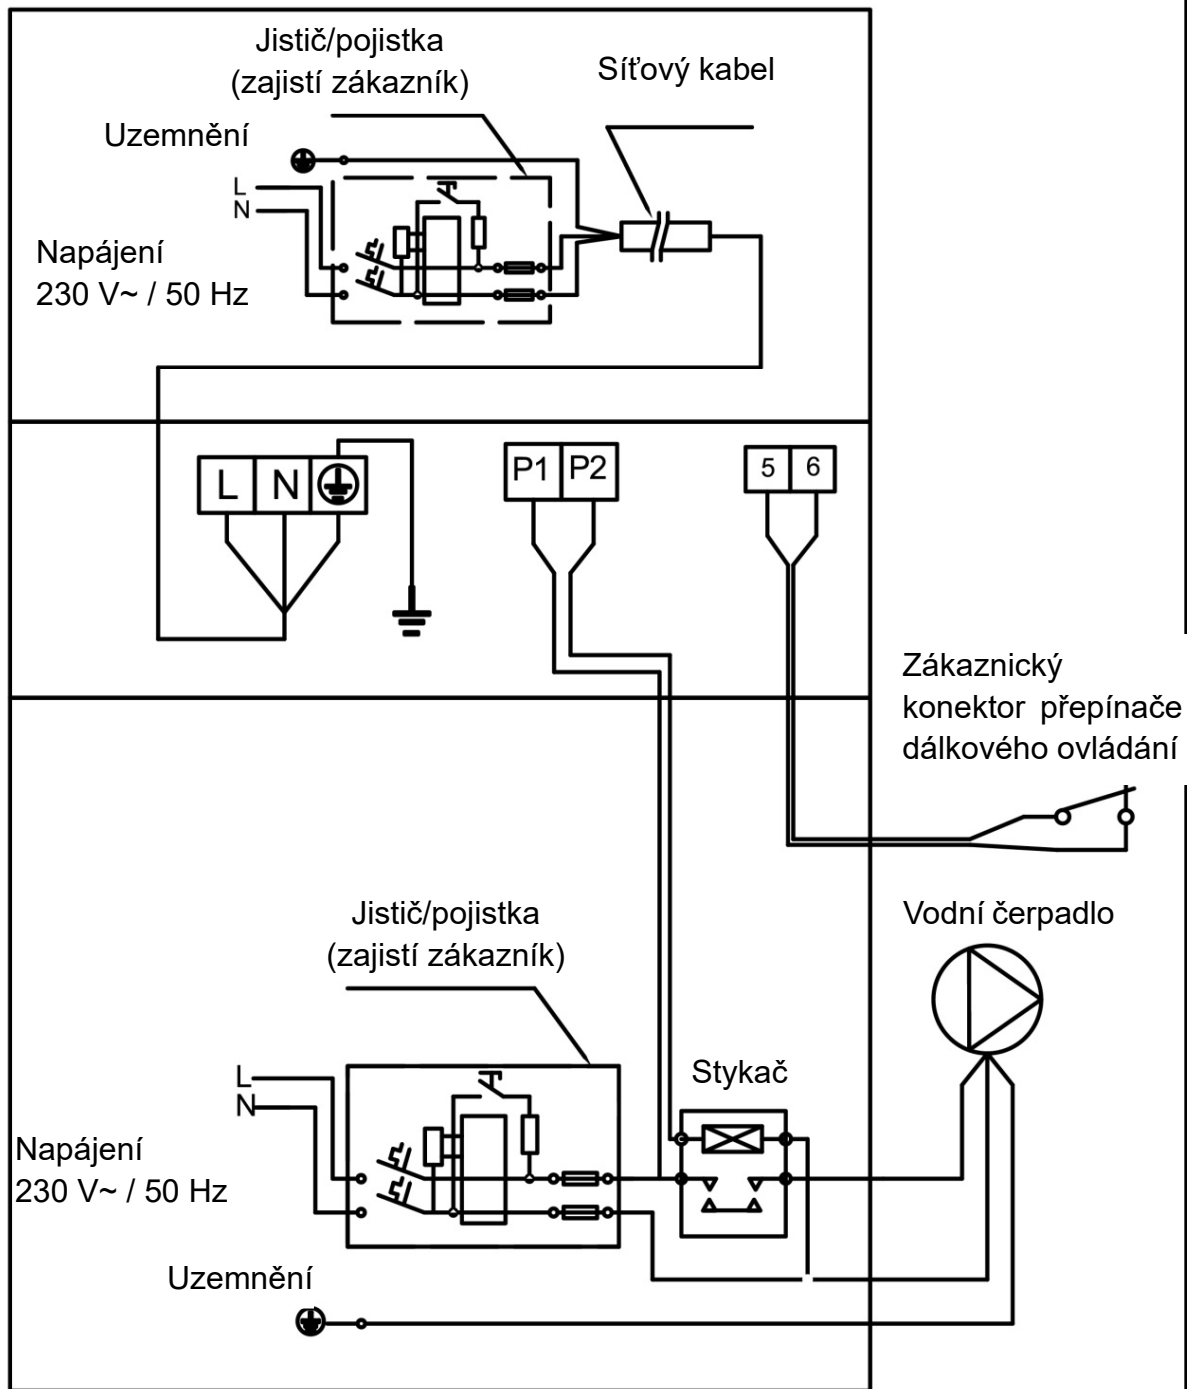 Jistič/pojistka
(zajistí zákazník)
Síťový kabel
Uzemnění
L
N
Napájení
230 V~ / 50 Hz
L N
P1 P2
5 6
Zákaznický
konektor přepínače
dálkového ovládání
Jistič/pojistka
(zajistí zákazník)
Vodní čerpadlo
Stykač
L
N
Napájení
230 V~ / 50 Hz
Uzemnění